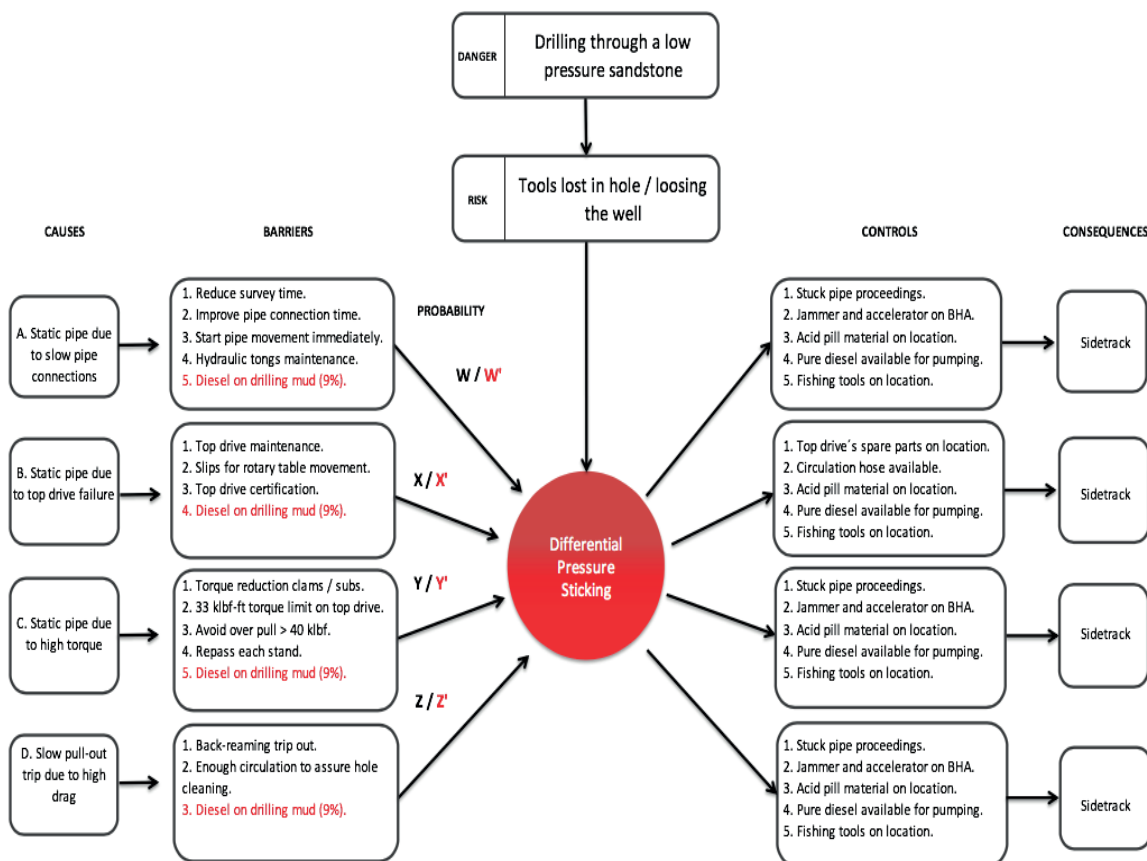 DANGER
Drilling through a low
pressure sandstone
RISK
Tools lost in hole / loosing
the well
CAUSES
BARRIERS
PROBABILITY
CONTROLS
CONSEQUENCES
A. Static pipe due
to slow pipe
connections
1. Reduce survey time.
2. Improve pipe connection time.
3. Start pipe movement immediately.
4. Hydraulic tongs maintenance.
5. Diesel on drilling mud (9%).
W / W'
1. Stuck pipe proceedings.
2. Jammer and accelerator on BHA.
3. Acid pill material on location.
4. Pure diesel available for pumping.
5. Fishing tools on location.
Sidetrack
B. Static pipe due
to top drive failure
1. Top drive maintenance.
2. Slips for rotary table movement.
3. Top drive certification.
4. Diesel on drilling mud (9%).
X / X'
1. Top drive´s spare parts on location.
2. Circulation hose available.
3. Acid pill material on location.
4. Pure diesel available for pumping.
5. Fishing tools on location.
Sidetrack
Differential
Pressure
Sticking
C. Static pipe due
to high torque
1. Torque reduction clams / subs.
2. 33 klbf-ft torque limit on top drive.
3. Avoid over pull > 40 klbf.
4. Repass each stand.
5. Diesel on drilling mud (9%).
Y / Y'
1. Stuck pipe proceedings.
2. Jammer and accelerator on BHA.
3. Acid pill material on location.
4. Pure diesel available for pumping.
5. Fishing tools on location.
Sidetrack
D. Slow pull-out
trip due to high
drag
1. Back-reaming trip out.
2. Enough circulation to assure hole
cleaning.
3. Diesel on drilling mud (9%).
Z / Z'
1. Stuck pipe proceedings.
2. Jammer and accelerator on BHA.
3. Acid pill material on location.
4. Pure diesel available for pumping.
5. Fishing tools on location.
Sidetrack